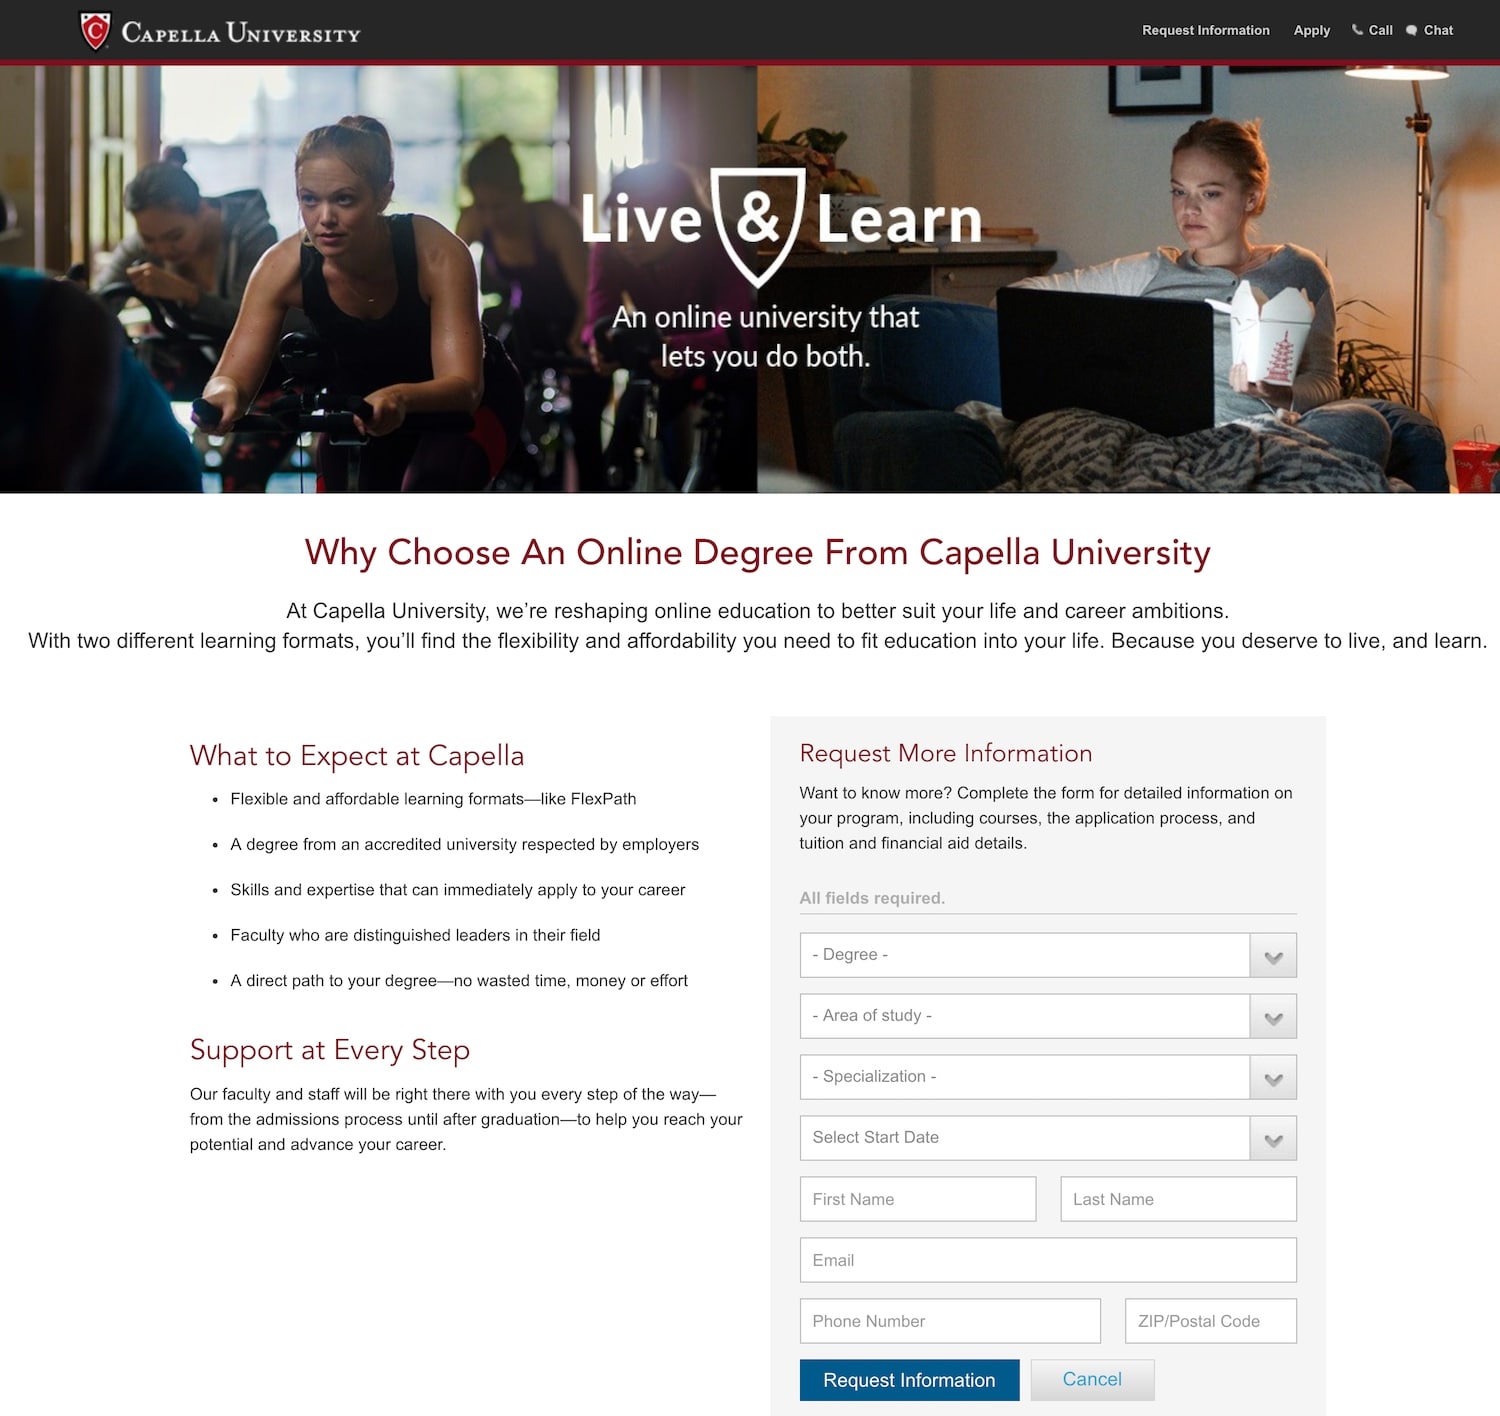 CAPELLA UNIVERSITY
Request Information Apply Call Chat
Live & Learn
An online university that
lets you do both.
Why Choose An Online Degree From Capella University
At Capella University, we’re reshaping online education to better suit your life and career ambitions.
With two different learning formats, you’ll find the flexibility and affordability you need to fit education into your life. Because you deserve to live, and learn.
What to Expect at Capella
• Flexible and affordable learning formats—like FlexPath
• A degree from an accredited university respected by employers
• Skills and expertise that can immediately apply to your career
• Faculty who are distinguished leaders in their field
• A direct path to your degree—no wasted time, money or effort
Support at Every Step
Our faculty and staff will be right there with you every step of the way—
from the admissions process until after graduation—to help you reach your
potential and advance your career.
Request More Information
Want to know more? Complete the form for detailed information on
your program, including courses, the application process, and
tuition and financial aid details.
All fields required.
- Degree -
- Area of study -
- Specialization -
Select Start Date
First Name Last Name
Email
Phone Number ZIP/Postal Code
Request Information Cancel